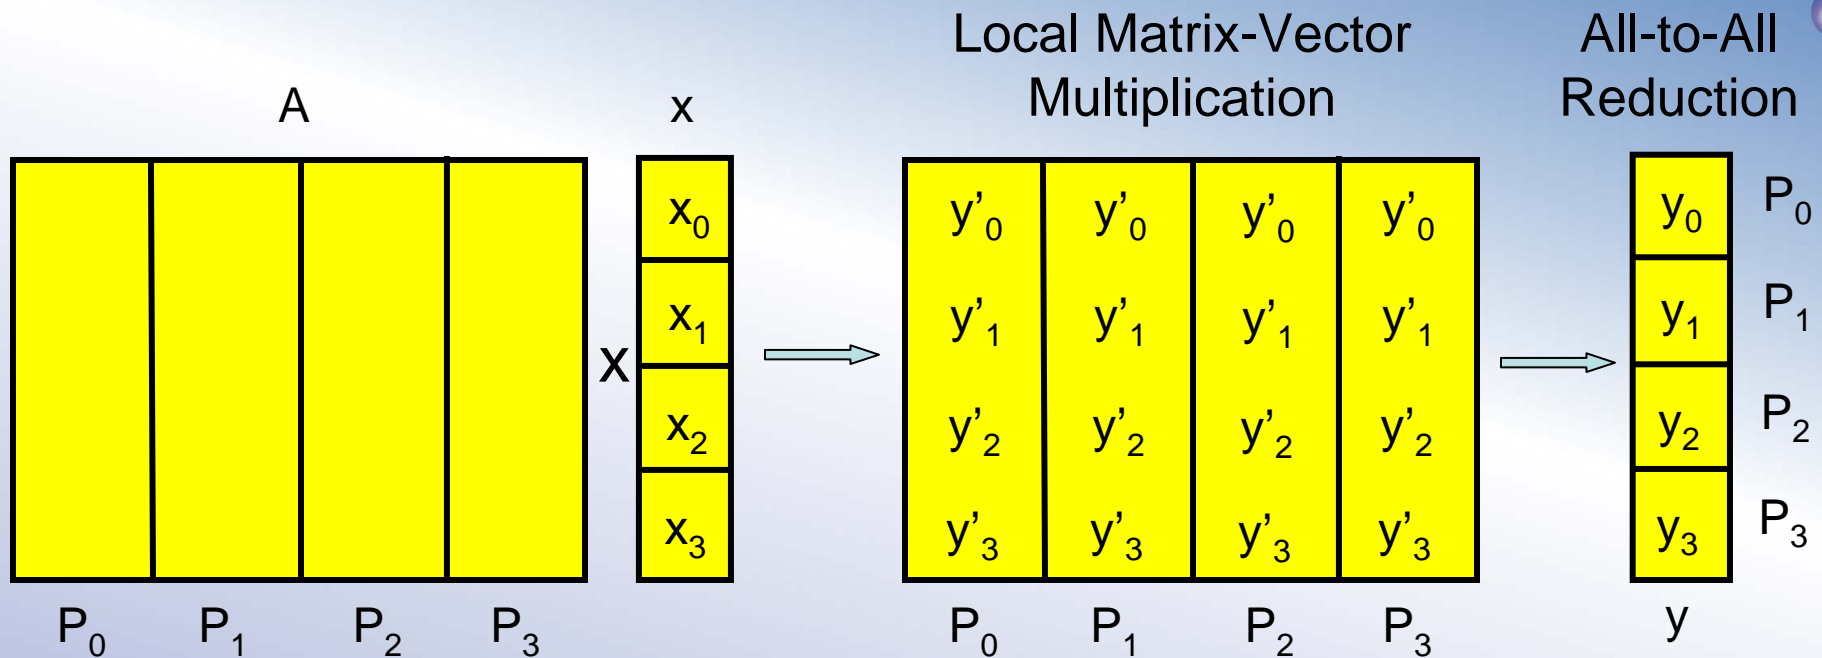 Local Matrix-Vector
Multiplication
All-to-All
Reduction
A
x
x
x₀
x₁
x₂
x₃
P₀ P₁ P₂ P₃
y’₀ y’₀ y’₀ y’₀
y’₁ y’₁ y’₁ y’₁
y’₂ y’₂ y’₂ y’₂
y’₃ y’₃ y’₃ y’₃
P₀ P₁ P₂ P₃
y₀ P₀
y₁ P₁
y₂ P₂
y₃ P₃
y